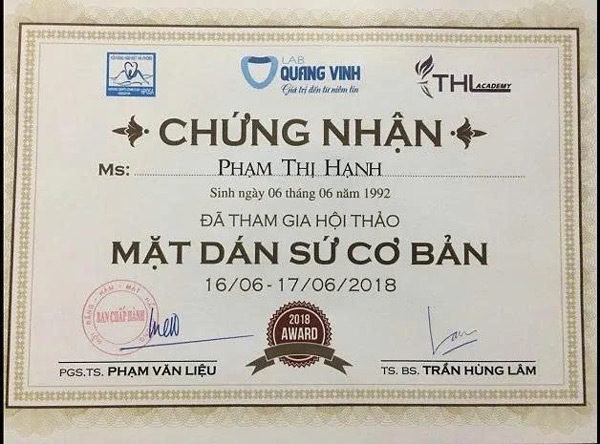 HPDSA
LAB
QUANG VINH
Giá trị đến từ niềm tin
THL ACADEMY
CHỨNG NHẬN
Ms: PHẠM THỊ HẠNH
Sinh ngày 06 tháng 06 năm 1992
ĐÃ THAM GIA HỘI THẢO
MẶT DÁN SỨ CƠ BẢN
16/06 - 17/06/2018
BAN CHẤP HÀNH
2018
AWARD
PGS.TS. PHẠM VĂN LIỆU
TS. BS. TRẦN HÙNG LÂM